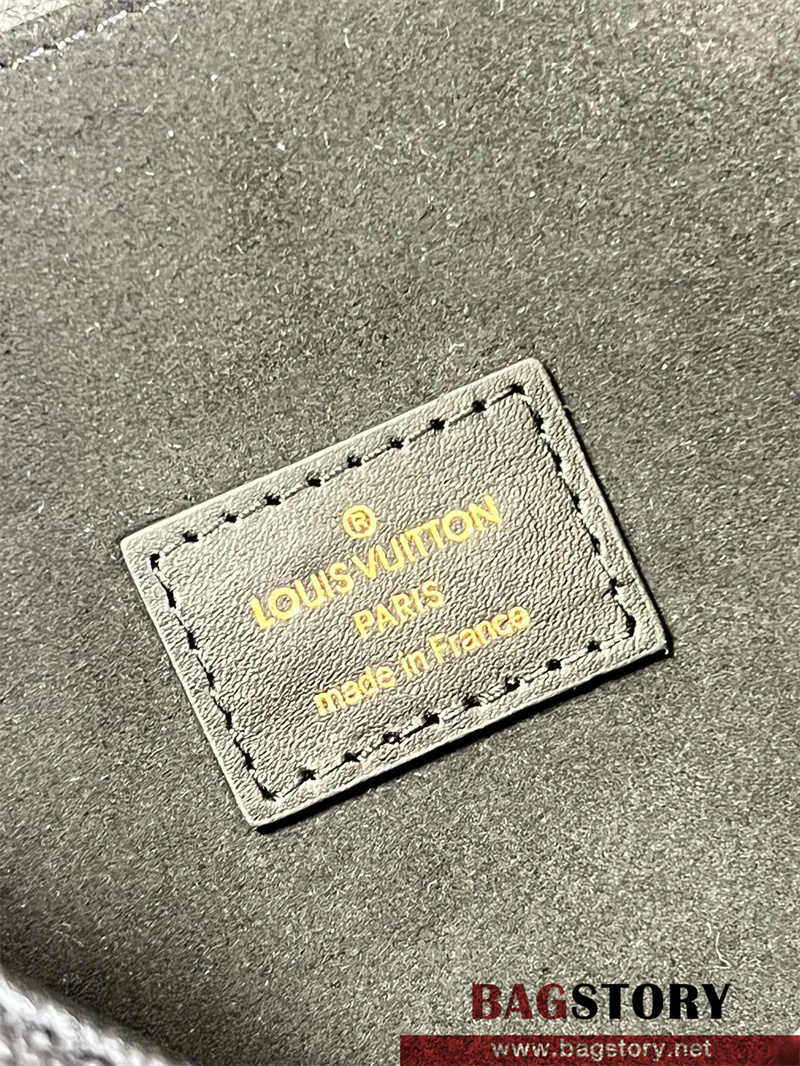 ®
LOUIS VUITTON
PARIS
made in France
BAGSTORY
www.bagstory.net